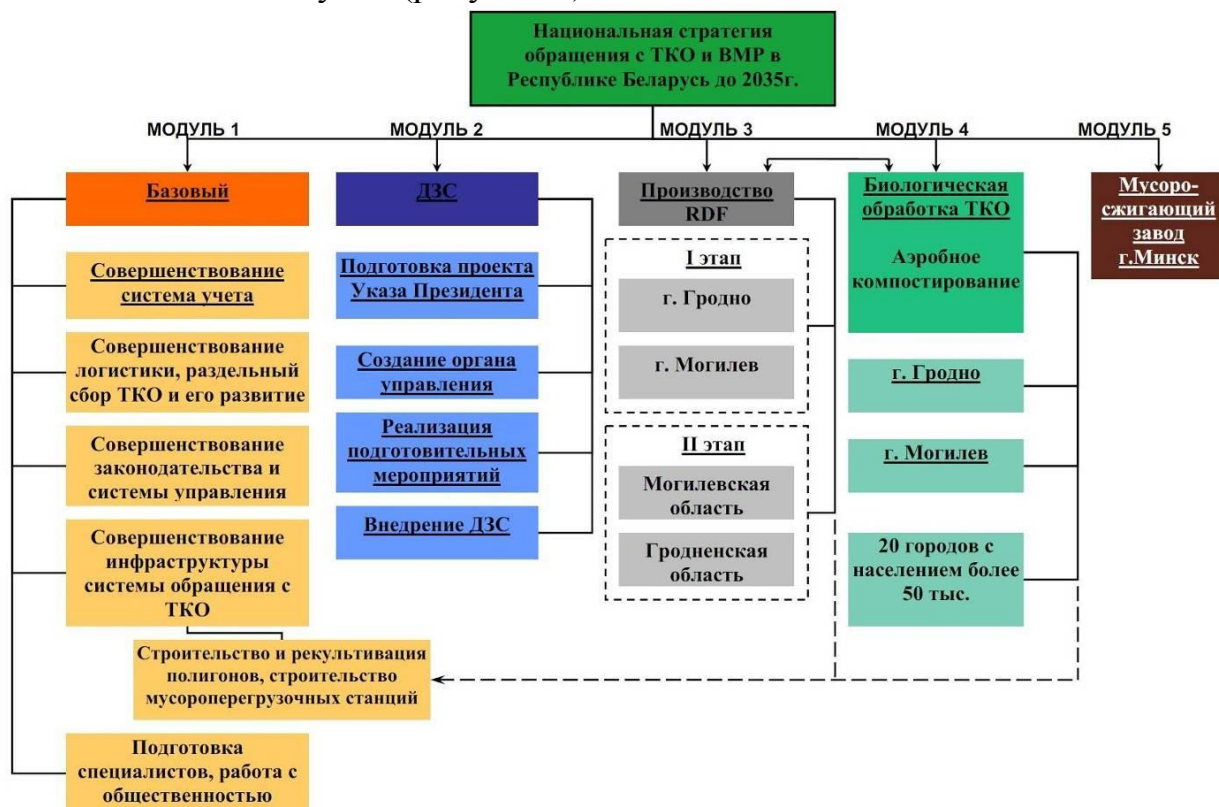 Национальная стратегия
обращения с ТКО и ВМР в
Республике Беларусь до 2035г.
МОДУЛЬ 1
МОДУЛЬ 2
МОДУЛЬ 3
МОДУЛЬ 4
МОДУЛЬ 5
Базовый
Совершенствование
система учета
Совершенствование
логистики, раздельный
сбор ТКО и его развитие
Совершенствование
законодательства и
системы управления
Совершенствование
инфраструктуры
системы обращения с
ТКО
Строительство и рекультивация
полигонов, строительство
мусороперегрузочных станций
Подготовка
специалистов, работа с
общественностью
ДЗС
Подготовка проекта
Указа Президента
Создание органа
управления
Реализация
подготовительных
мероприятий
Внедрение ДЗС
Производство
RDF
I этап
г. Гродно
г. Могилев
II этап
Могилевская
область
Гродненская
область
Биологическая
обработка ТКО
Аэробное
компостирование
г. Гродно
г. Могилев
20 городов с
населением более
50 тыс.
Мусоро-
сжигающий
завод
г.Минск